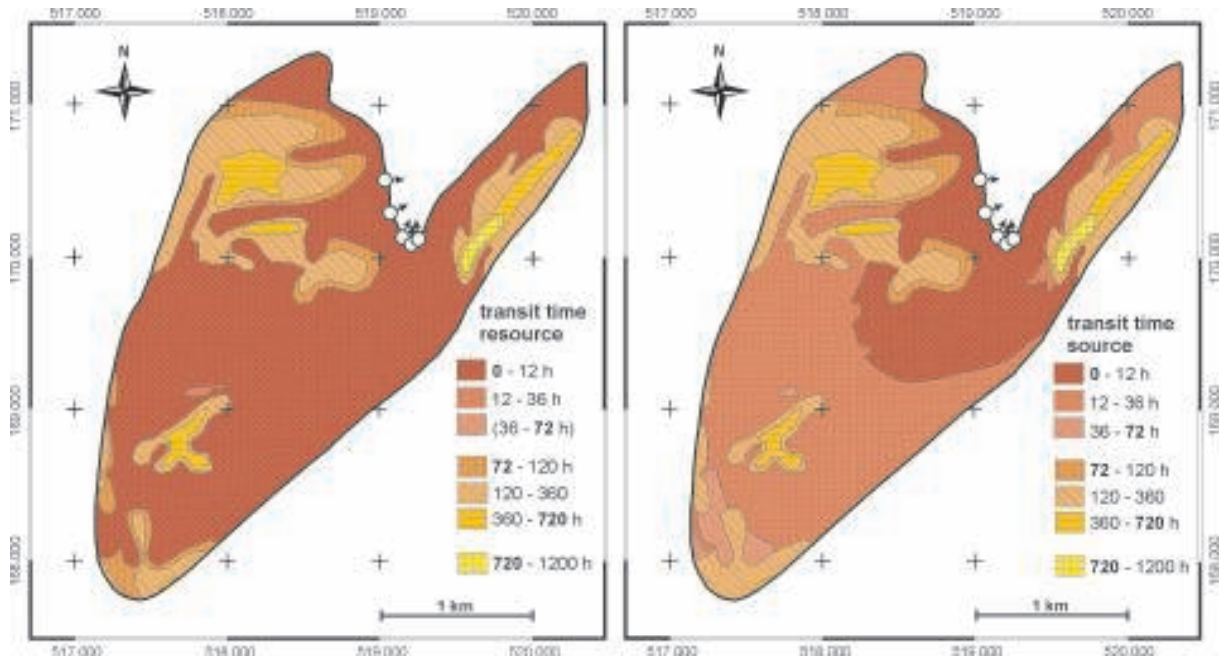 517.000 518.000 519.000 520.000
N
171.000
170.000
169.000
168.000
transit time
resource
0 - 12 h
12 - 36 h
(36 - 72 h)
72 - 120 h
120 - 360
360 - 720 h
720 - 1200 h
1 km
517.000 518.000 519.000 520.000
517.000 518.000 519.000 520.000
N
171.000
170.000
169.000
168.000
transit time
source
0 - 12 h
12 - 36 h
36 - 72 h
72 - 120 h
120 - 360
360 - 720 h
720 - 1200 h
1 km
517.000 518.000 519.000 520.000